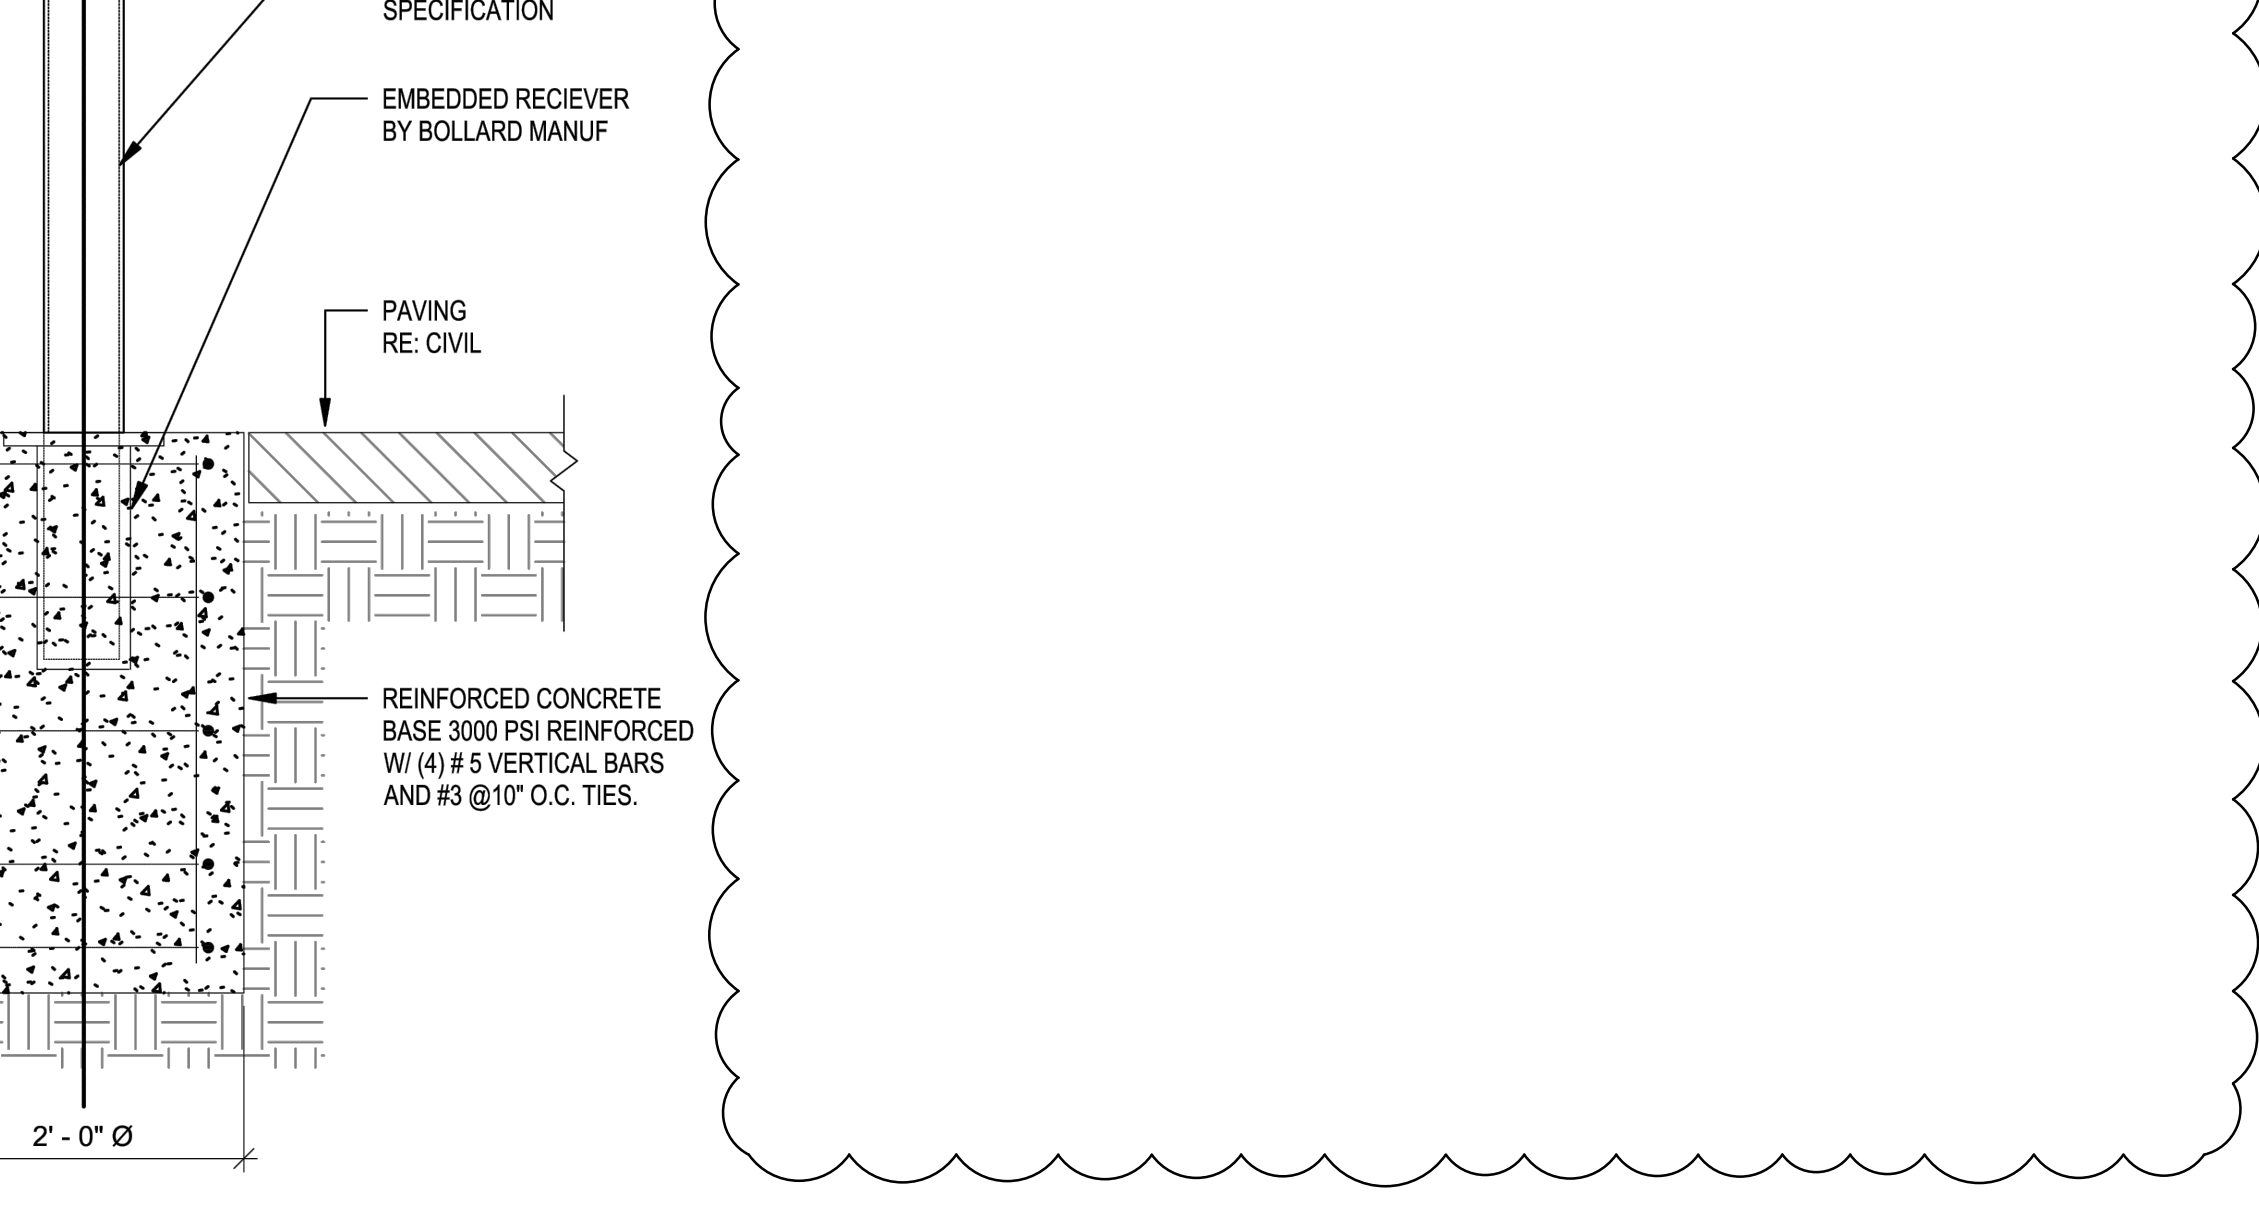 SPECIFICATION
EMBEDDED RECIEVER
BY BOLLARD MANUF
PAVING
RE: CIVIL
REINFORCED CONCRETE
BASE 3000 PSI REINFORCED
W/ (4) # 5 VERTICAL BARS
AND #3 @10" O.C. TIES.
2' - 0" Ø